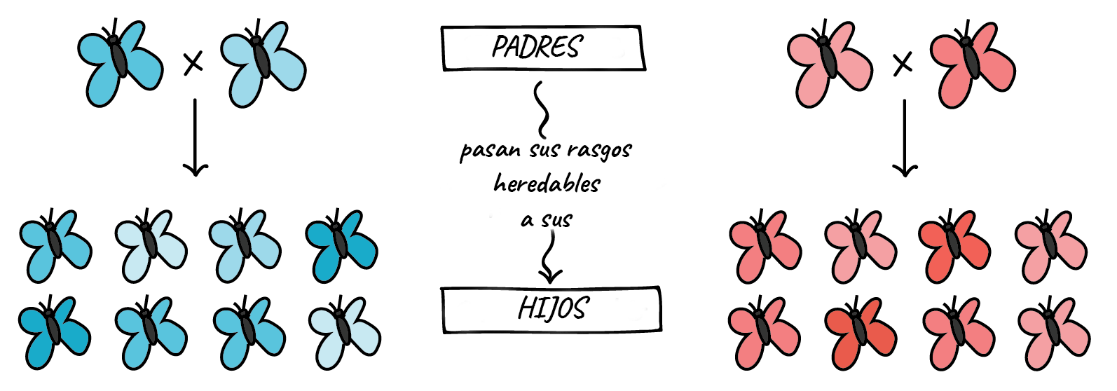 PADRES
pasan sus rasgos
heredables
a sus
HIJOS